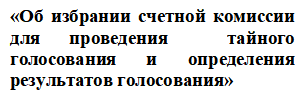 «Об избрании счетной комиссии
для проведения тайного
голосования и определения
результатов голосования»